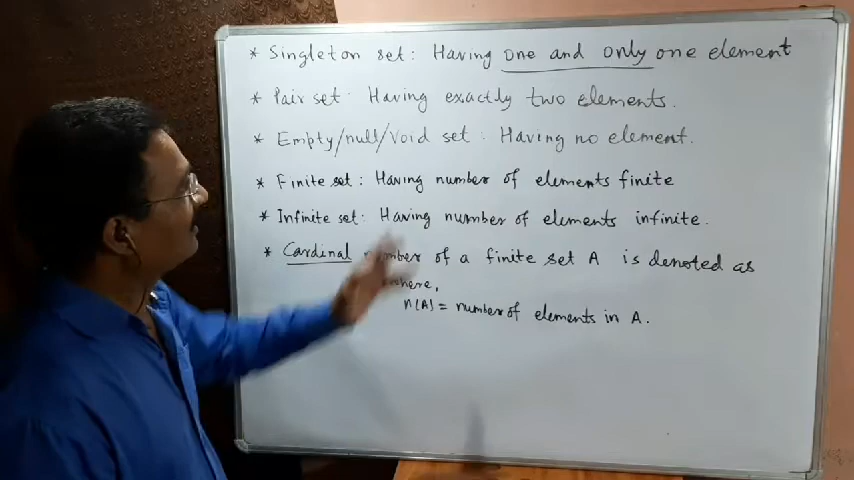 * Singleton set: Having one and only one element
* Pair set: Having exactly two elements.
* Empty/null/Void set: Having no element.
* Finite set: Having number of elements finite
* Infinite set: Having number of elements infinite.
* Cardinal number of a finite set A is denoted as
where,
n(A) = number of elements in A.